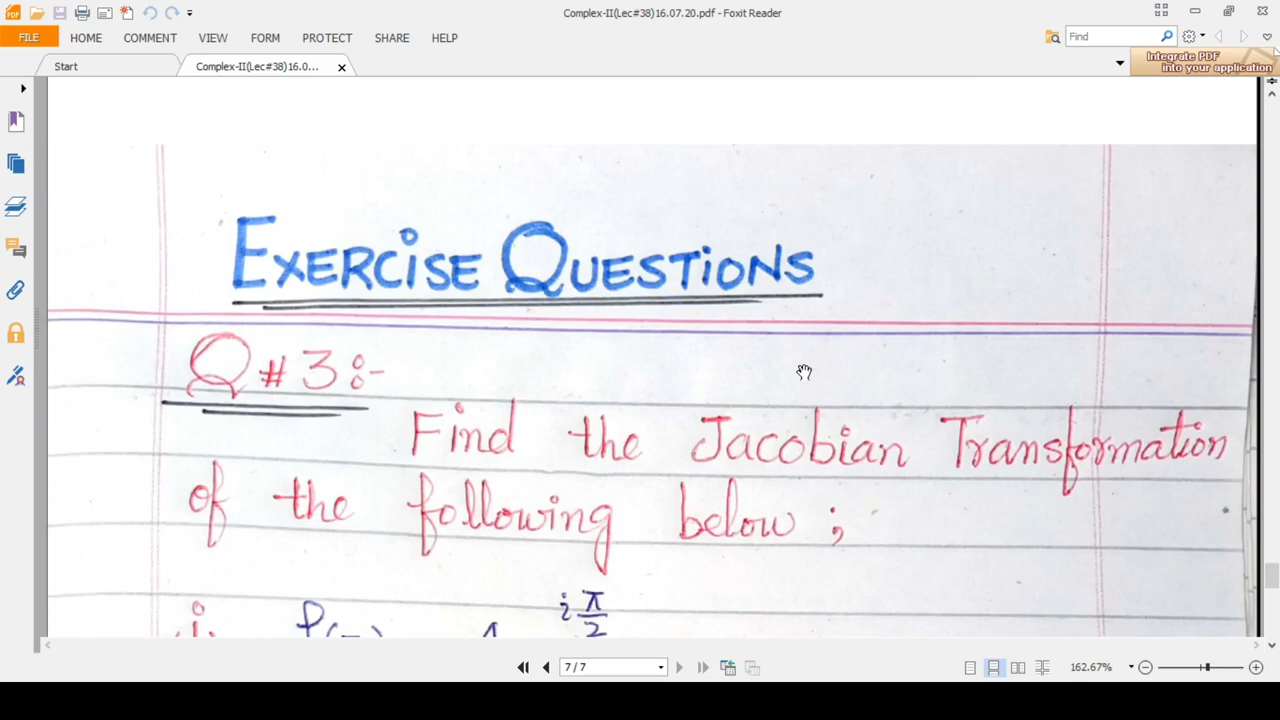 Complex-II(Lec#38)16.07.20.pdf - Foxit Reader
FILE HOME COMMENT VIEW FORM PROTECT SHARE HELP
Find
Start
Complex-II(Lec#38)16.0...
Integrate PDF
into your application
EXERCISE QUESTIONS
Q # 3 :-
Find the Jacobian Transformation
of the following below ;
i π/2
7 / 7
162.67%